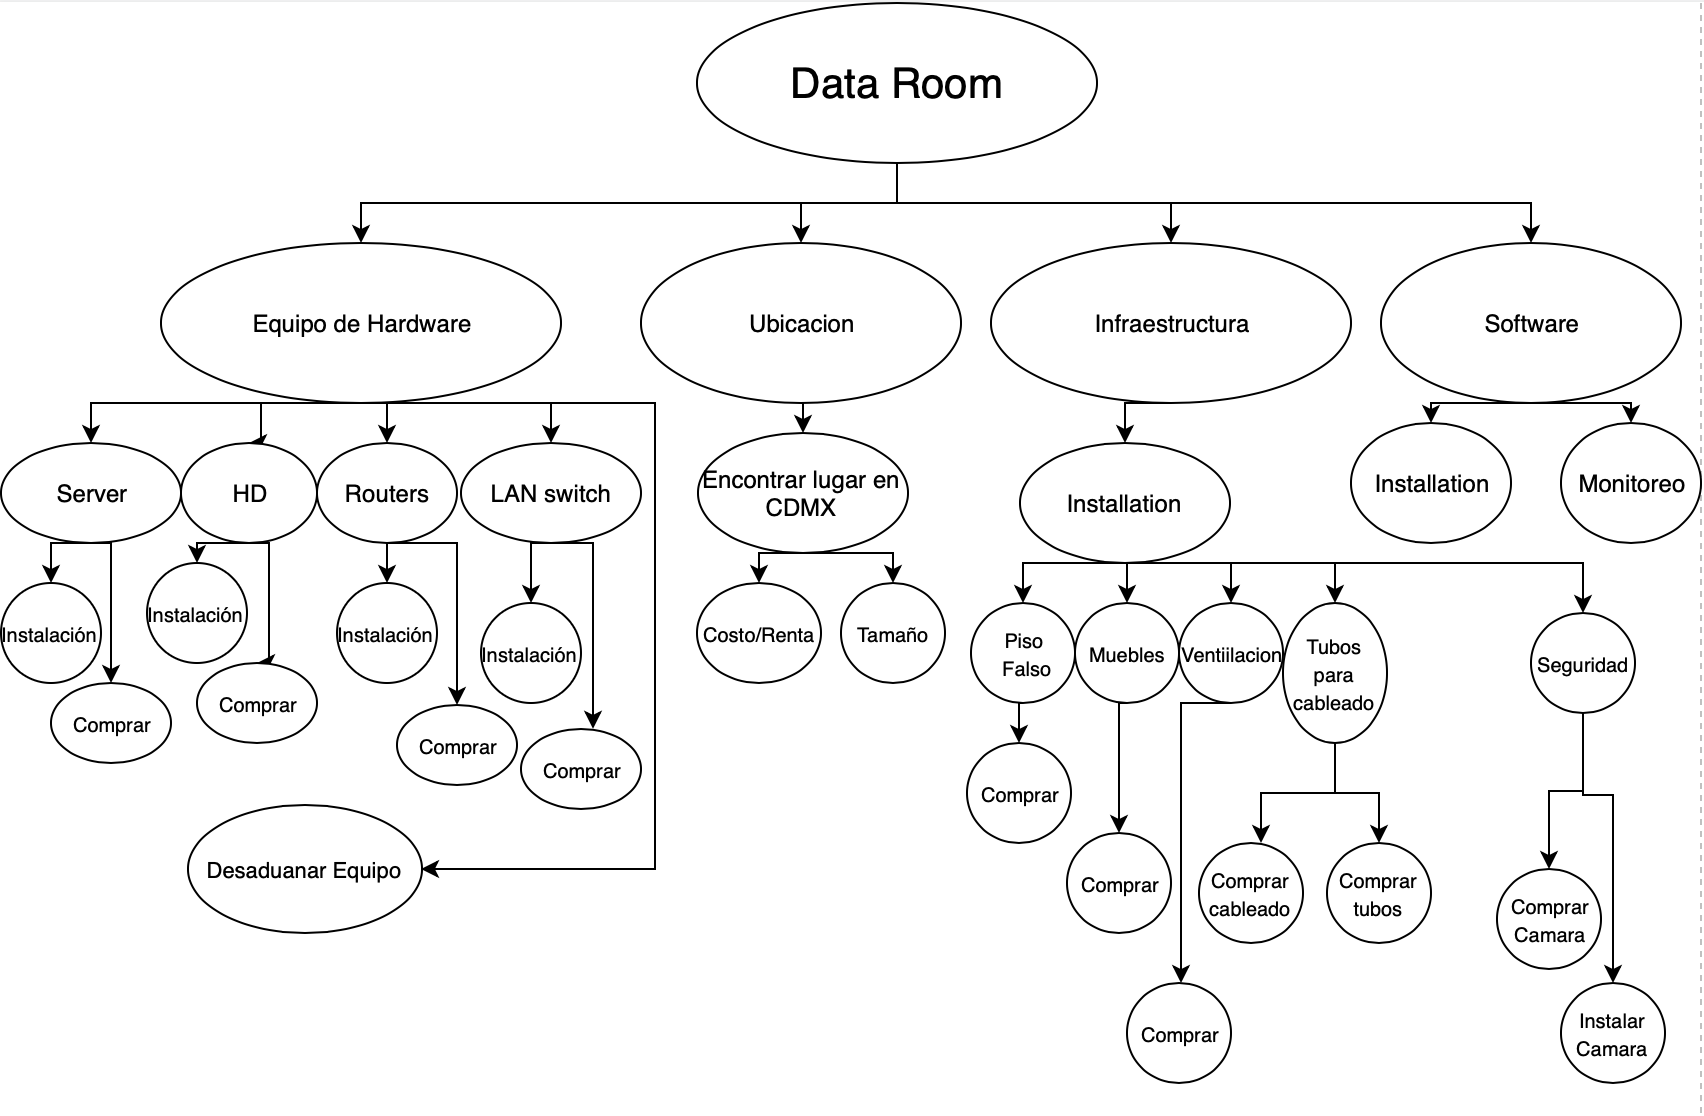 Data Room
Equipo de Hardware
Ubicacion
Infraestructura
Software
Server
HD
Routers
LAN switch
Encontrar lugar en
CDMX
Installation
Installation
Monitoreo
Instalación
Instalación
Instalación
Instalación
Costo/Renta
Tamaño
Piso
Falso
Muebles
Ventiilacion
Tubos
para
cableado
Seguridad
Comprar
Comprar
Comprar
Comprar
Comprar
Desaduanar Equipo
Comprar
Comprar
cableado
Comprar
tubos
Comprar
Camara
Comprar
Instalar
Camara